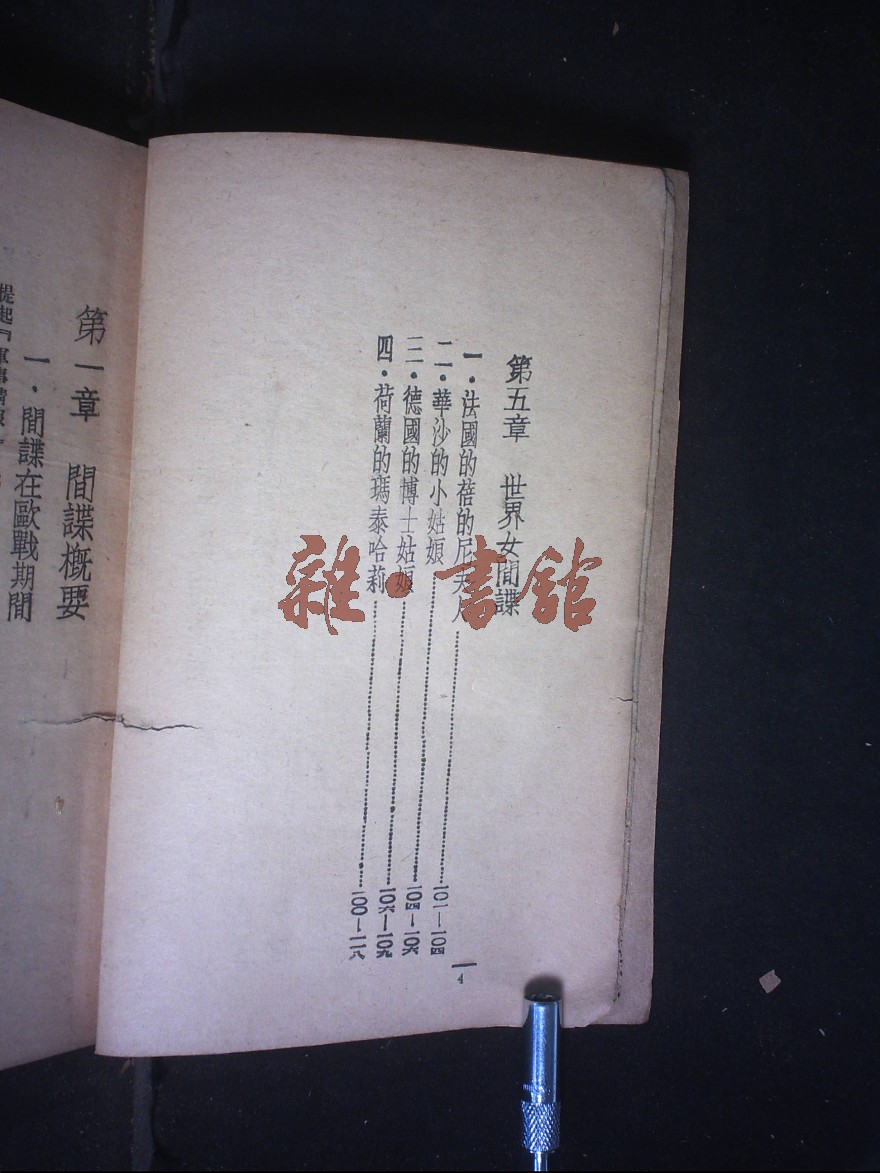 第五章 世界女間諜
一・法國的蓓的尼夫人 一〇一—一〇四
二・華沙的小姑娘 一〇四—一〇六
三・德國的博士姑娘 一〇六—一〇九
四・荷蘭的瑪泰哈莉 一〇〇—一一八
4
第一章 間諜概要
一・間諜在歐戰期間
提起『軍事情報』
雜・書館